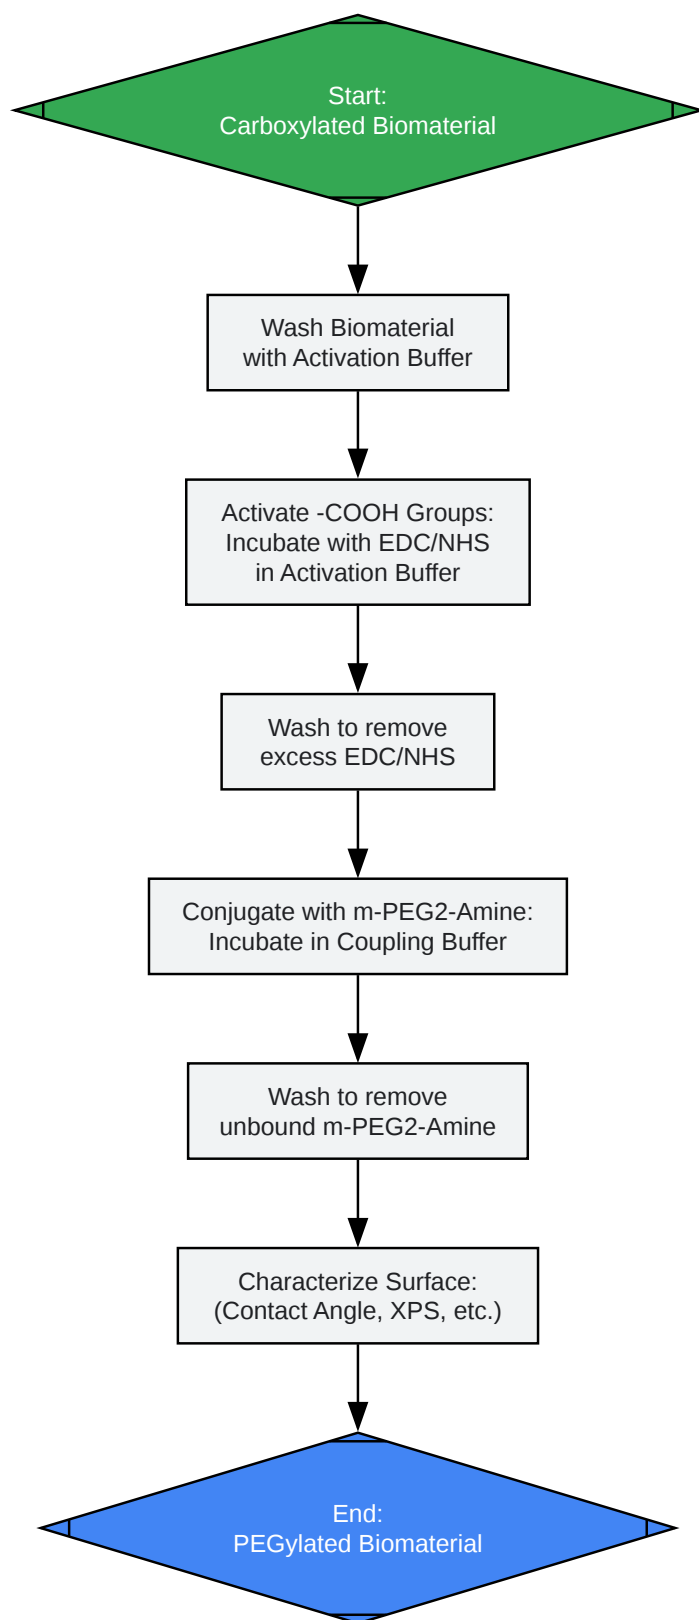 Start:
Carboxylated Biomaterial
Wash Biomaterial
with Activation Buffer
Activate -COOH Groups:
Incubate with EDC/NHS
in Activation Buffer
Wash to remove
excess EDC/NHS
Conjugate with m-PEG2-Amine:
Incubate in Coupling Buffer
Wash to remove
unbound m-PEG2-Amine
Characterize Surface:
(Contact Angle, XPS, etc.)
End:
PEGylated Biomaterial